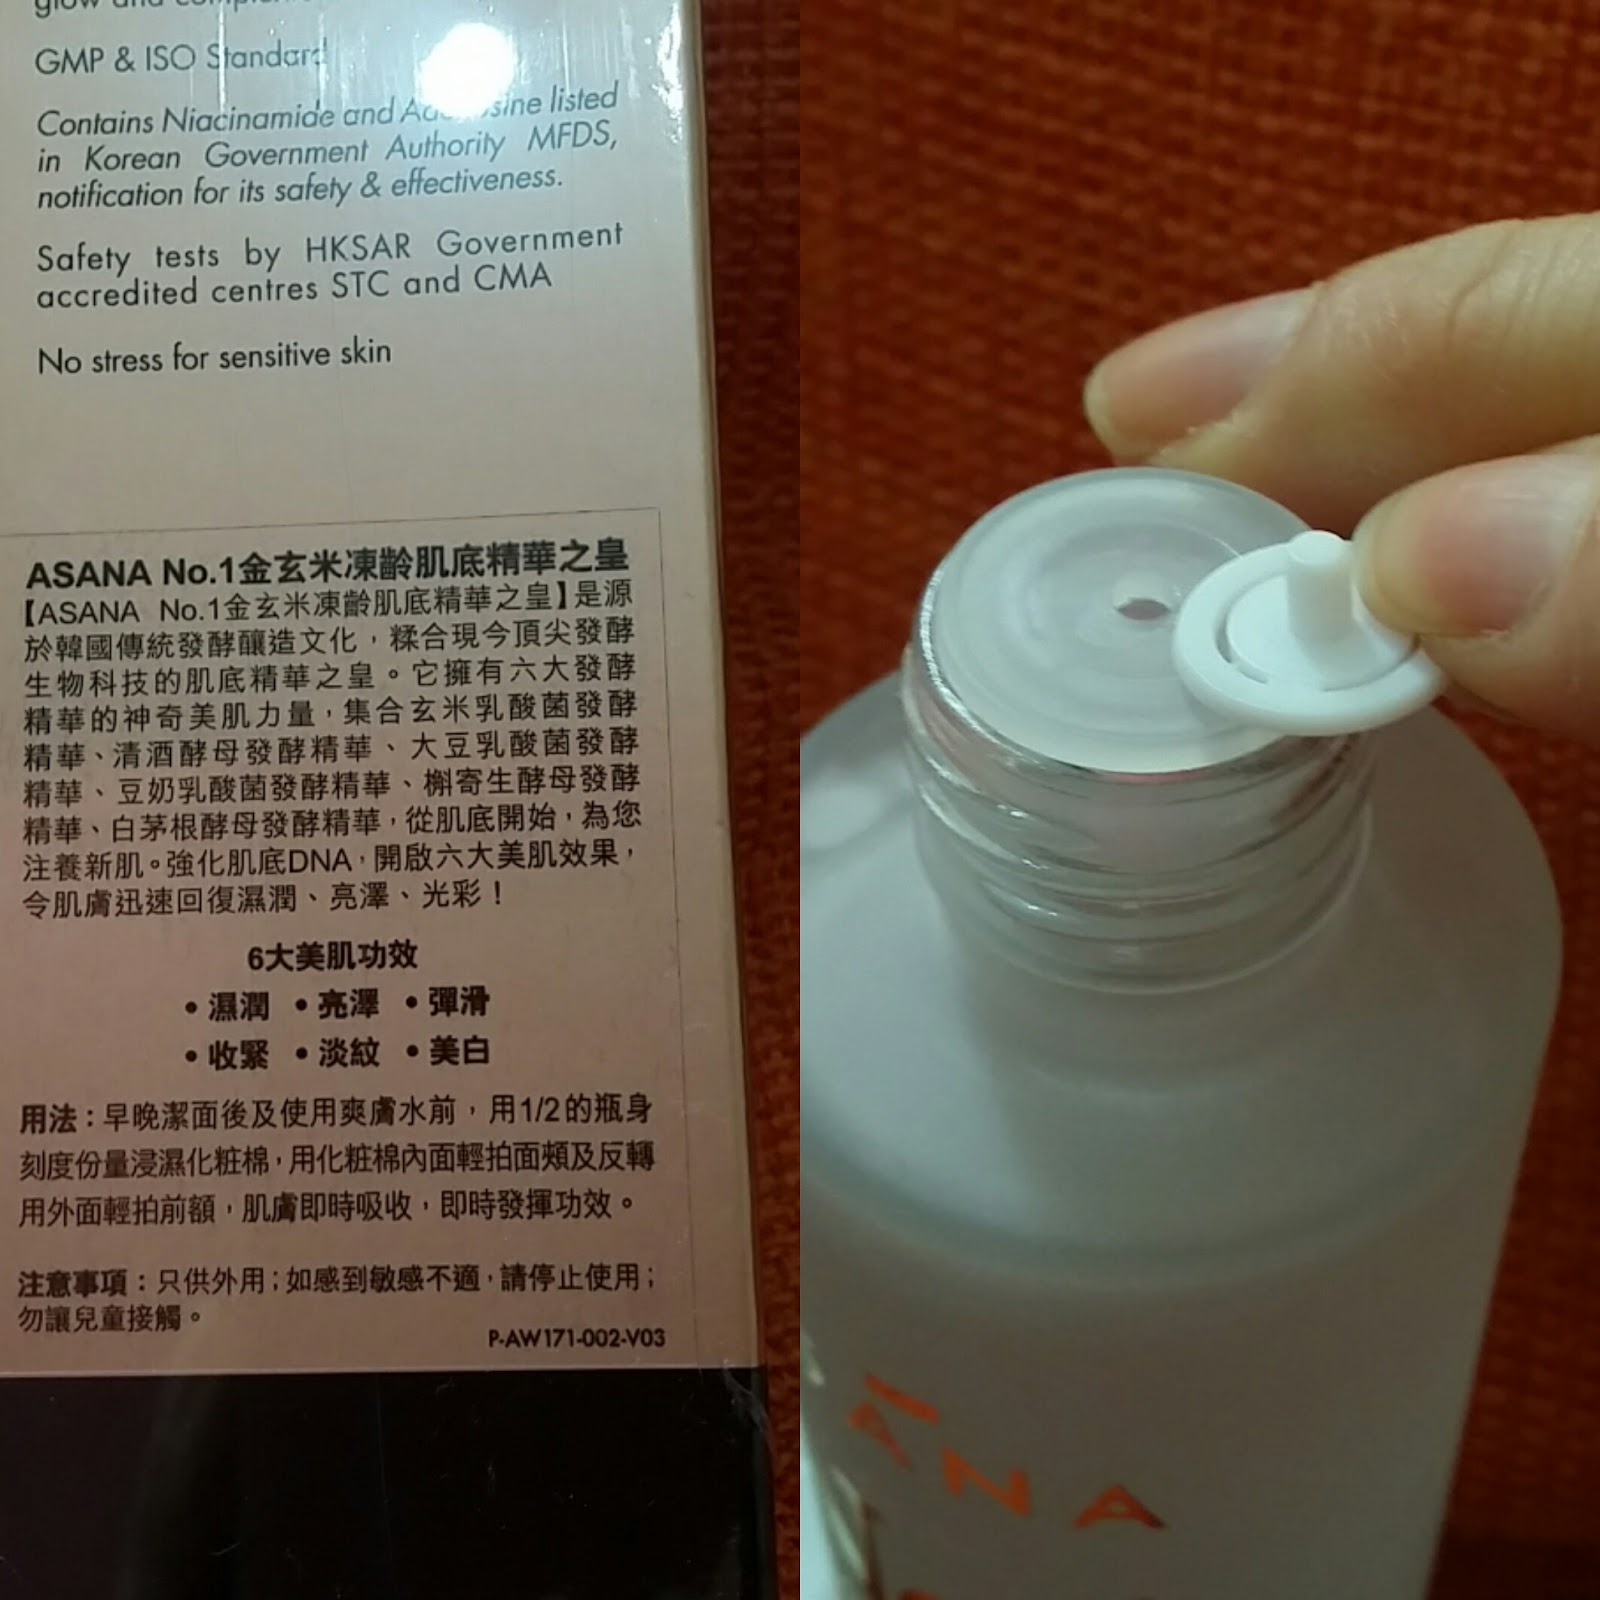 glow and
GMP & ISO Standard
Contains Niacinamide and listed
in Korean Government Authority MFDS,
notification for its safety & effectiveness.
Safety tests by HKSAR Government
accredited centres STC and CMA
No stress for sensitive skin
ASANA No.1金玄米凍齡肌底精華之皇
【ASANA No.1金玄米凍齡肌底精華之皇】是源
於韓國傳統發酵釀造文化，糅合現今頂尖發酵
生物科技的肌底精華之皇。它擁有六大發酵
精華的神奇美肌力量，集合玄米乳酸菌發酵
精華、清酒酵母發酵精華、大豆乳酸菌發酵
精華、豆奶乳酸菌發酵精華、槲寄生酵母發酵
精華、白茅根酵母發酵精華，從肌底開始，為您
注養新肌。強化肌底DNA，開啟六大美肌效果，
令肌膚迅速回復濕潤、亮澤、光彩！
6大美肌功效
• 濕潤 • 亮澤 • 彈滑
• 收緊 • 淡紋 • 美白
用法：早晚潔面後及使用爽膚水前，用1/2的瓶身
刻度份量浸濕化粧棉，用化粧棉內面輕拍面頰及反轉
用外面輕拍前額，肌膚即時吸收，即時發揮功效。
注意事項：只供外用；如感到敏感不適，請停止使用；
勿讓兒童接觸。
P-AW171-002-V03
ANA